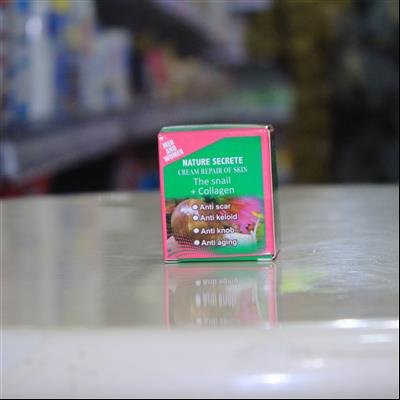 MEN AND
WOMEN
NATURE SECRETE
CREAM REPAIR OF SKIN
The snail
+ Collagen
Anti scar
Anti keloid
Anti knob
Anti aging